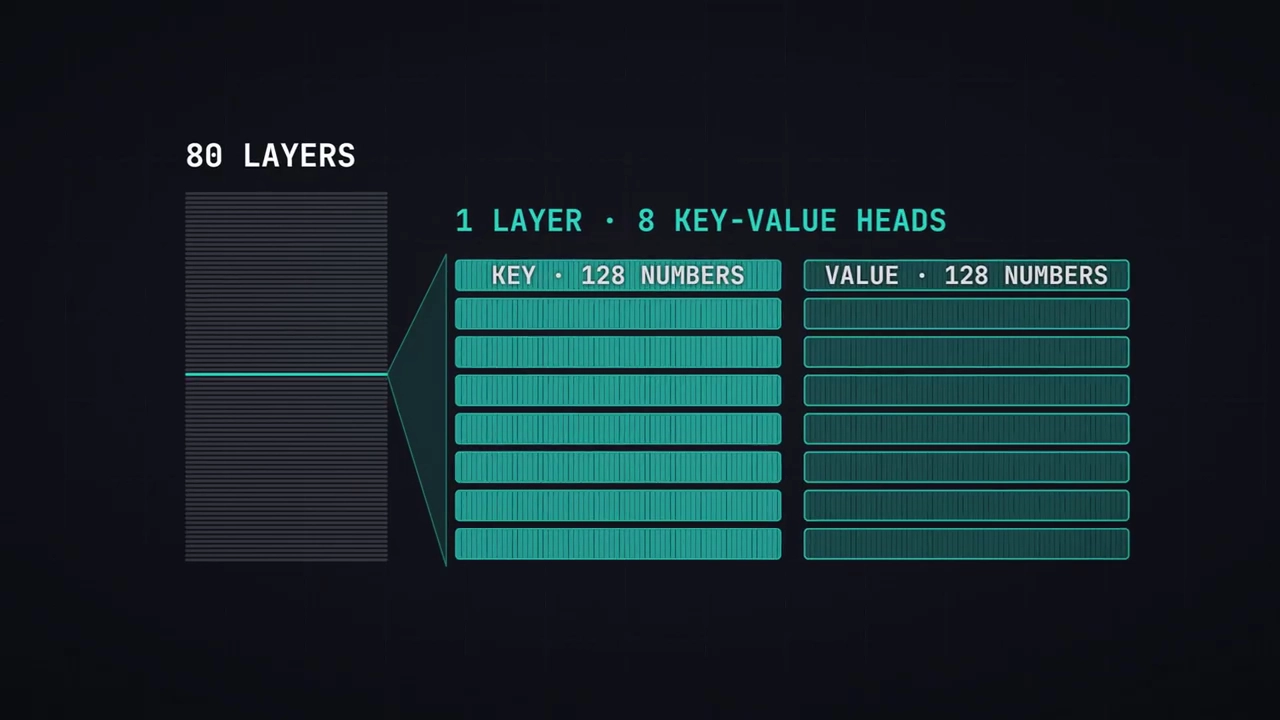 80 LAYERS
1 LAYER · 8 KEY-VALUE HEADS
KEY · 128 NUMBERS
VALUE · 128 NUMBERS